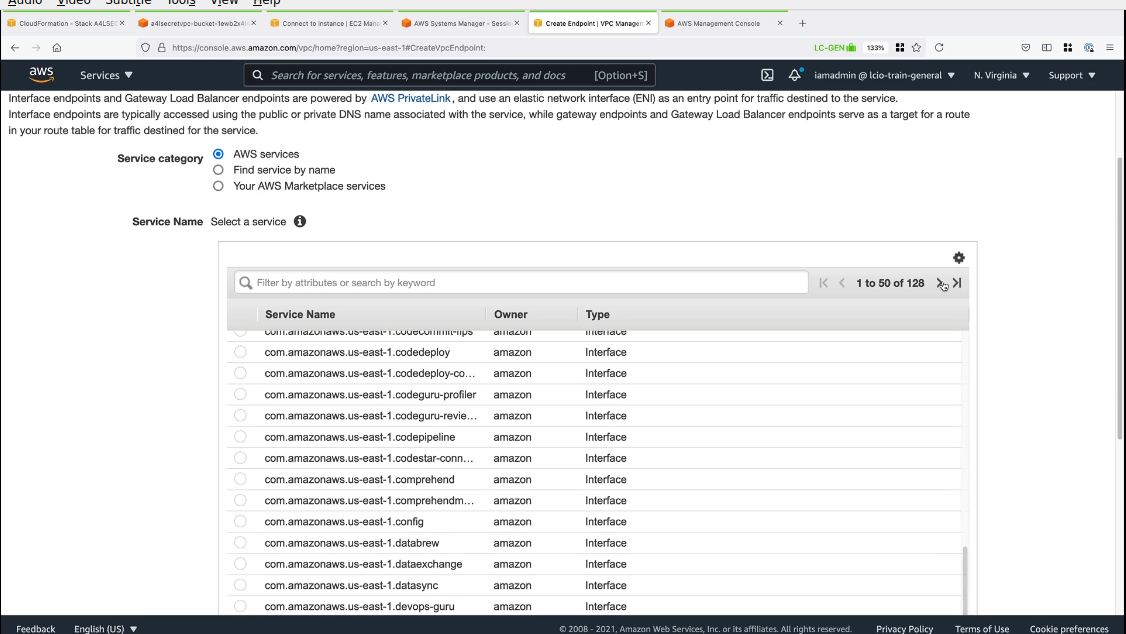 Audio Video Subtitle Tools View Help
CloudFormation - Stack A4LSEC
a4lsecretvpc-bucket-1ewb2x4l
Connect to instance | EC2 Mana
AWS Systems Manager - Sessio
Create Endpoint | VPC Managem
AWS Management Console
https://console.aws.amazon.com/vpc/home?region=us-east-1#CreateVpcEndpoint:
LC-GEN
133%
aws
Services
Search for services, features, marketplace products, and docs [Option+S]
iamadmin @ lcio-train-general
N. Virginia
Support
Interface endpoints and Gateway Load Balancer endpoints are powered by AWS PrivateLink, and use an elastic network interface (ENI) as an entry point for traffic destined to the service.
Interface endpoints are typically accessed using the public or private DNS name associated with the service, while gateway endpoints and Gateway Load Balancer endpoints serve as a target for a route
in your route table for traffic destined for the service.
Service category
AWS services
Find service by name
Your AWS Marketplace services
Service Name Select a service
Filter by attributes or search by keyword
1 to 50 of 128
Service Name Owner Type
com.amazonaws.us-east-1.codecommit-fips amazon Interface
com.amazonaws.us-east-1.codedeploy amazon Interface
com.amazonaws.us-east-1.codedeploy-co... amazon Interface
com.amazonaws.us-east-1.codeguru-profiler amazon Interface
com.amazonaws.us-east-1.codeguru-revie... amazon Interface
com.amazonaws.us-east-1.codepipeline amazon Interface
com.amazonaws.us-east-1.codestar-conn... amazon Interface
com.amazonaws.us-east-1.comprehend amazon Interface
com.amazonaws.us-east-1.comprehendm... amazon Interface
com.amazonaws.us-east-1.config amazon Interface
com.amazonaws.us-east-1.databrew amazon Interface
com.amazonaws.us-east-1.dataexchange amazon Interface
com.amazonaws.us-east-1.datasync amazon Interface
com.amazonaws.us-east-1.devops-guru amazon Interface
Feedback English (US)
© 2008 - 2021, Amazon Web Services, Inc. or its affiliates. All rights reserved.
Privacy Policy Terms of Use Cookie preferences